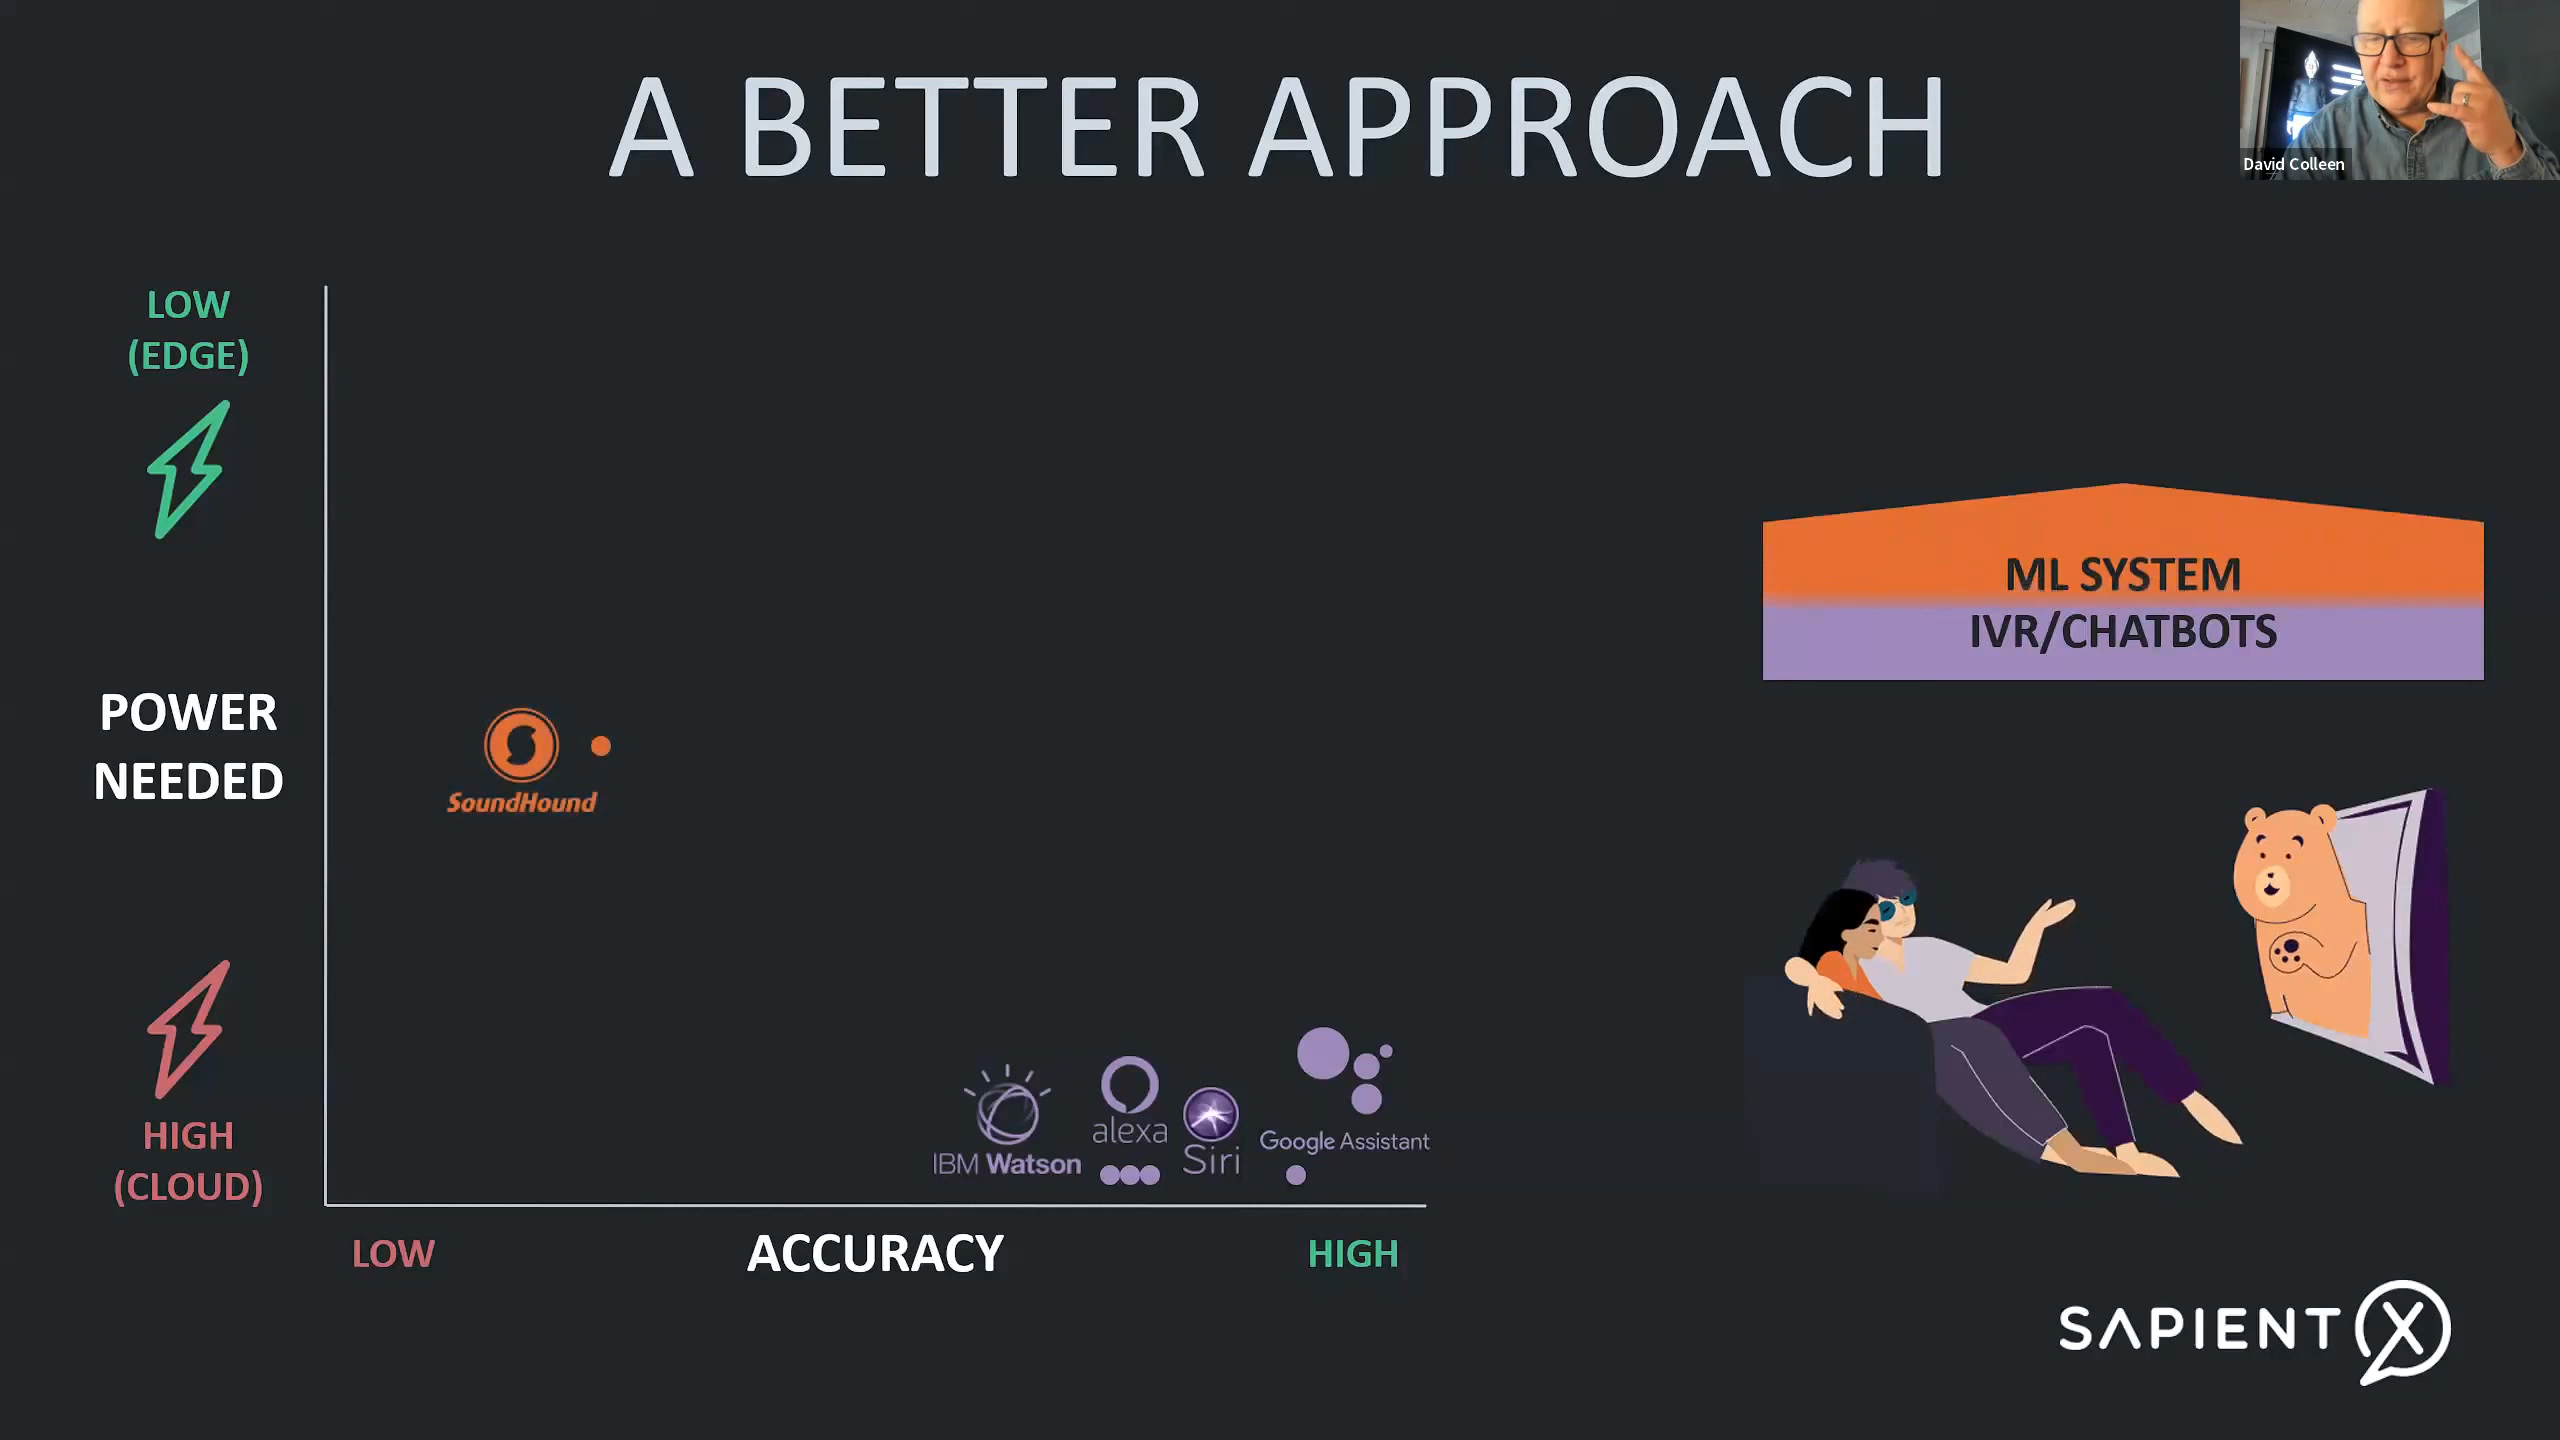 A BETTER APPROACH
David Colleen
LOW
(EDGE)
POWER
NEEDED
HIGH
(CLOUD)
SoundHound
IBM Watson
alexa
Siri
Google Assistant
LOW
ACCURACY
HIGH
ML SYSTEM
IVR/CHATBOTS
SAPIENT X